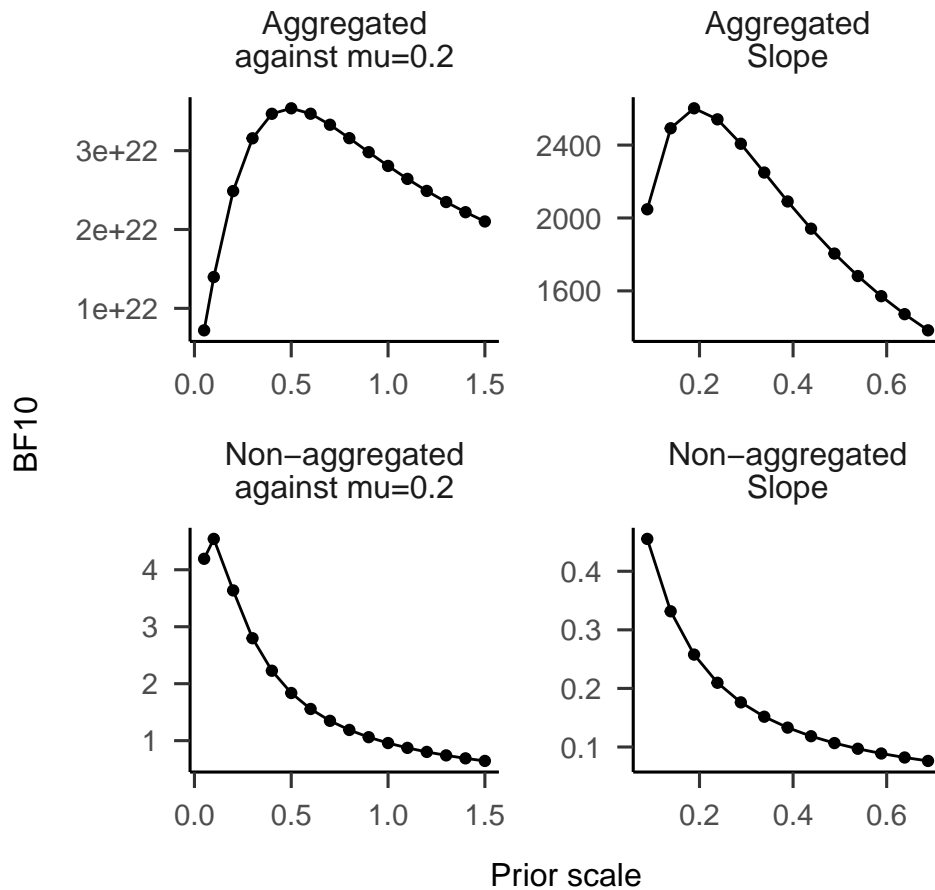 Aggregated
against mu=0.2
Aggregated
Slope
3e+22
2e+22
1e+22
2400
2000
1600
0.0 0.5 1.0 1.5
0.2 0.4 0.6
BF10
Non−aggregated
against mu=0.2
Non−aggregated
Slope
4
3
2
1
0.4
0.3
0.2
0.1
0.0 0.5 1.0 1.5
0.2 0.4 0.6
Prior scale